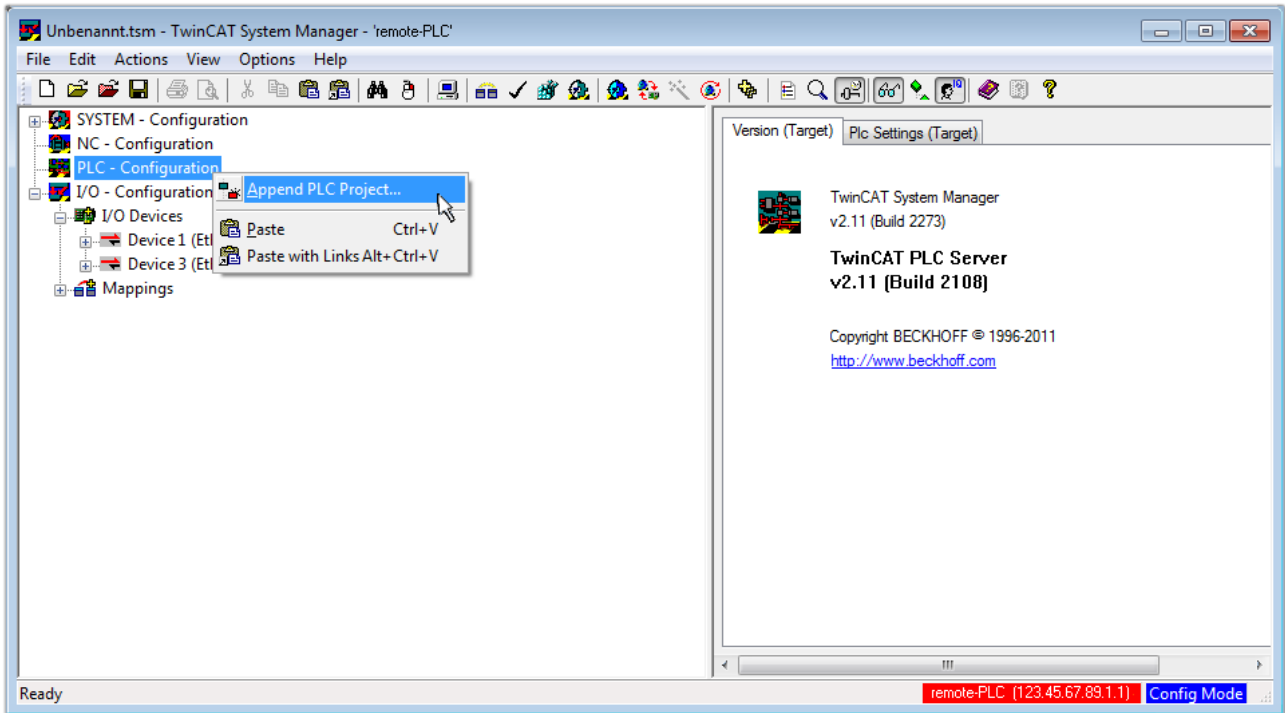 Unbenannt.tsm - TwinCAT System Manager - 'remote-PLC'
File Edit Actions View Options Help
SYSTEM - Configuration
NC - Configuration
PLC - Configuration
I/O - Configuration
I/O Devices
Device 1 (Et
Device 3 (Et
Mappings
Append PLC Project...
Paste Ctrl+V
Paste with Links Alt+Ctrl+V
Version (Target) Plc Settings (Target)
TwinCAT System Manager
v2.11 (Build 2273)
TwinCAT PLC Server
v2.11 (Build 2108)
Copyright BECKHOFF © 1996-2011
http://www.beckhoff.com
Ready remote-PLC (123.45.67.89.1.1) Config Mode